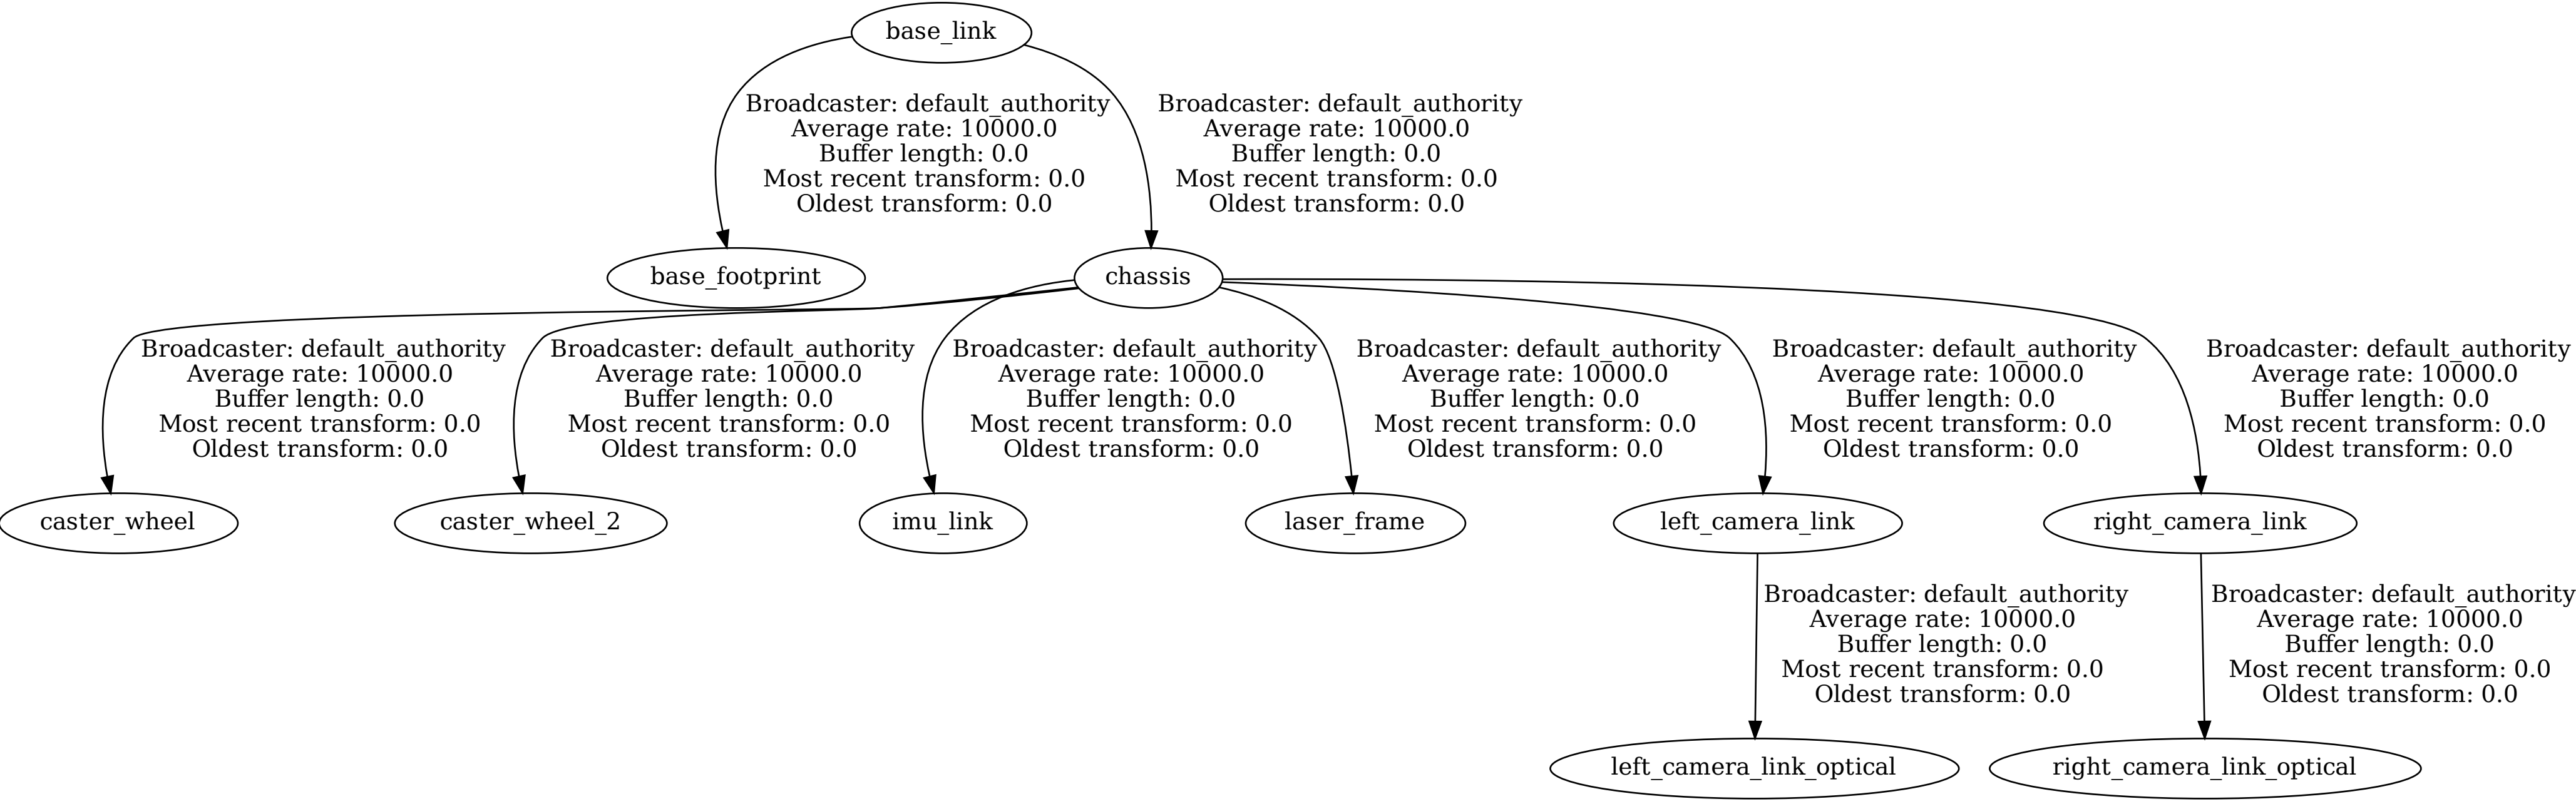 base_link
Broadcaster: default_authority
Average rate: 10000.0
Buffer length: 0.0
Most recent transform: 0.0
Oldest transform: 0.0
Broadcaster: default_authority
Average rate: 10000.0
Buffer length: 0.0
Most recent transform: 0.0
Oldest transform: 0.0
base_footprint
chassis
Broadcaster: default_authority
Average rate: 10000.0
Buffer length: 0.0
Most recent transform: 0.0
Oldest transform: 0.0
Broadcaster: default_authority
Average rate: 10000.0
Buffer length: 0.0
Most recent transform: 0.0
Oldest transform: 0.0
Broadcaster: default_authority
Average rate: 10000.0
Buffer length: 0.0
Most recent transform: 0.0
Oldest transform: 0.0
Broadcaster: default_authority
Average rate: 10000.0
Buffer length: 0.0
Most recent transform: 0.0
Oldest transform: 0.0
Broadcaster: default_authority
Average rate: 10000.0
Buffer length: 0.0
Most recent transform: 0.0
Oldest transform: 0.0
Broadcaster: default_authority
Average rate: 10000.0
Buffer length: 0.0
Most recent transform: 0.0
Oldest transform: 0.0
caster_wheel
caster_wheel_2
imu_link
laser_frame
left_camera_link
right_camera_link
Broadcaster: default_authority
Average rate: 10000.0
Buffer length: 0.0
Most recent transform: 0.0
Oldest transform: 0.0
Broadcaster: default_authority
Average rate: 10000.0
Buffer length: 0.0
Most recent transform: 0.0
Oldest transform: 0.0
left_camera_link_optical
right_camera_link_optical